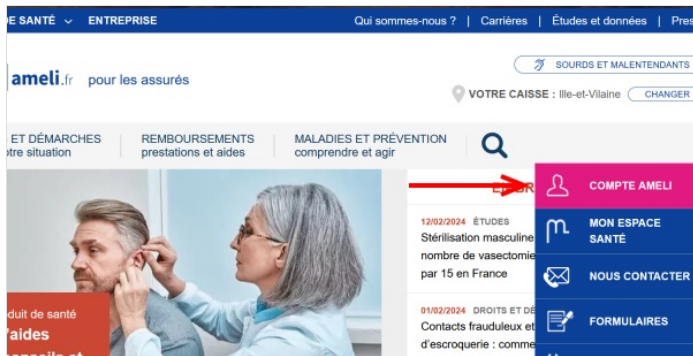 DE SANTÉ ENTREPRISE Qui sommes-nous ? | Carrières | Études et données |
SOURDS ET MALENTENDANTS
ameli.fr pour les assurés
VOTRE CAISSE : Ille-et-Vilaine CHANGER
ET DÉMARCHES REMBOURSEMENTS MALADIES ET PRÉVENTION
situation prestations et aides comprendre et agir
COMPTE AMELI
12/02/2024 ÉTUDES
Stérilisation masculine
nombre de vasectomie
par 15 en France
MON ESPACE
SANTÉ
NOUS CONTACTER
01/02/2024 DROITS ET DÉ
Contacts frauduleux et
d'escroquerie : comme
FORMULAIRES
duit de santé
'aides